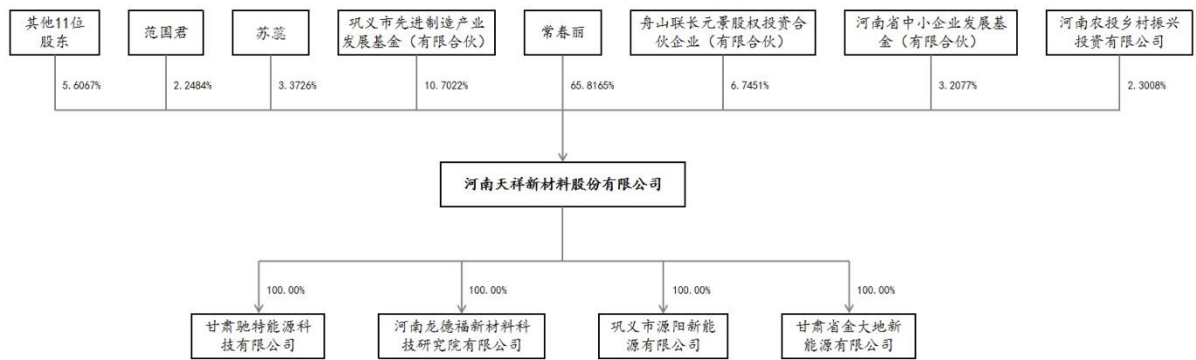 其他11位
股东
范国君
苏蕊
巩义市先进制造产业
发展基金（有限合伙）
常春丽
舟山联长元景股权投资合
伙企业（有限合伙）
河南省中小企业发展基
金（有限合伙）
河南农投乡村振兴
投资有限公司
5.6067%
2.2484%
3.3726%
10.7022%
65.8165%
6.7451%
3.2077%
2.3008%
河南天祥新材料股份有限公司
100.00%
100.00%
100.00%
100.00%
甘肃驰特能源科
技有限公司
河南龙德福新材料科
技研究院有限公司
巩义市源阳新能
源有限公司
甘肃省金大地新
能源有限公司